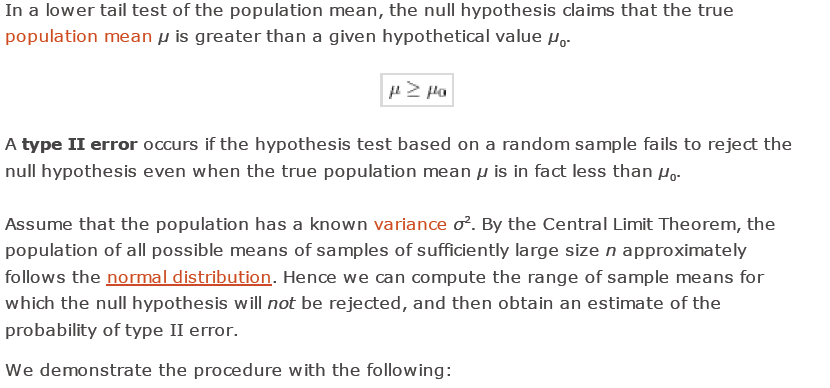 In a lower tail test of the population mean, the null hypothesis claims that the true
population mean μ is greater than a given hypothetical value μ₀.
μ ≥ μ₀
A type II error occurs if the hypothesis test based on a random sample fails to reject the
null hypothesis even when the true population mean μ is in fact less than μ₀.
Assume that the population has a known variance σ². By the Central Limit Theorem, the
population of all possible means of samples of sufficiently large size n approximately
follows the normal distribution. Hence we can compute the range of sample means for
which the null hypothesis will not be rejected, and then obtain an estimate of the
probability of type II error.
We demonstrate the procedure with the following: